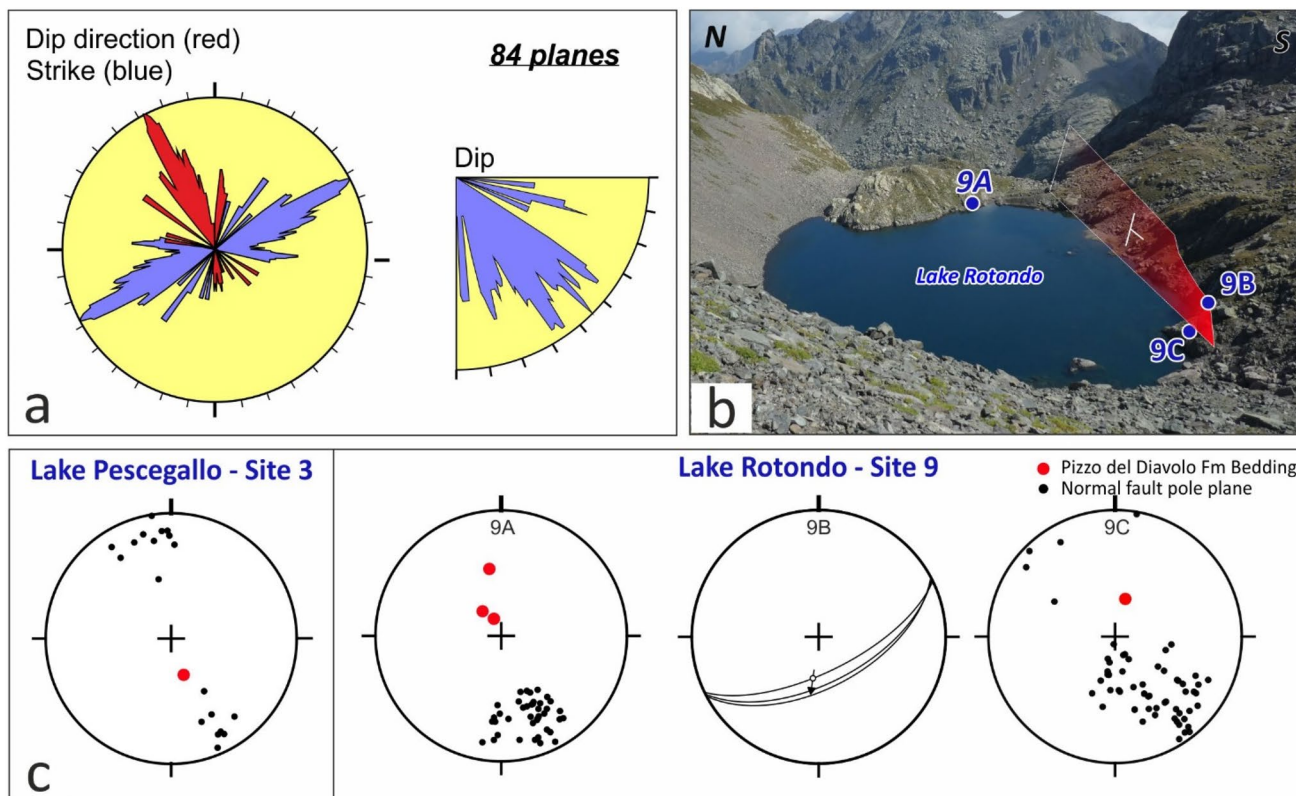 Dip direction (red)
Strike (blue)
84 planes
Dip
a
N
S
9A
Lake Rotondo
9B
9C
b
Lake Pescegallo - Site 3
Lake Rotondo - Site 9
Pizzo del Diavolo Fm Bedding
Normal fault pole plane
9A
9B
9C
c